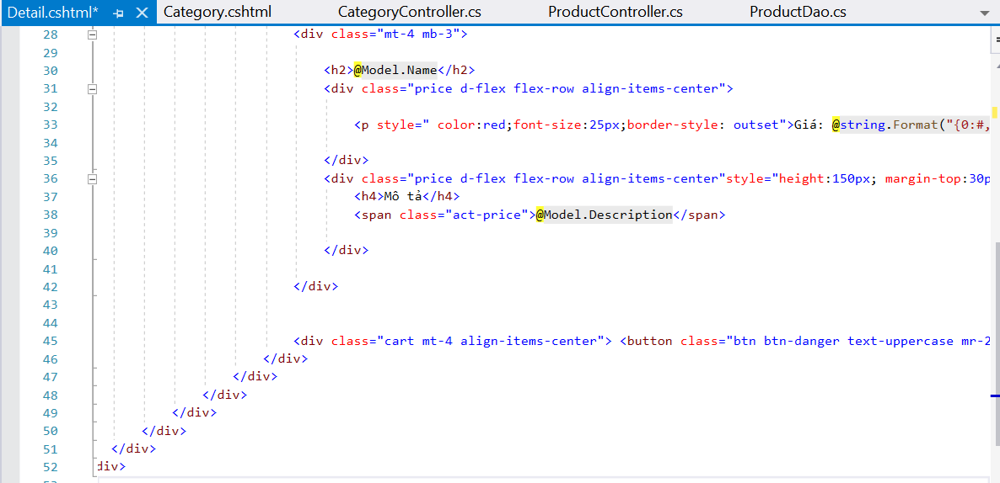 Detail.cshtml* Category.cshtml CategoryController.cs ProductController.cs ProductDao.cs
28 <div class="mt-4 mb-3">
29
30 <h2>@Model.Name</h2>
31 <div class="price d-flex flex-row align-items-center">
32
33 <p style=" color:red;font-size:25px;border-style: outset">Giá: @string.Format("{0:#,
34
35 </div>
36 <div class="price d-flex flex-row align-items-center"style="height:150px; margin-top:30p
37 <h4>Mô tả</h4>
38 <span class="act-price">@Model.Description</span>
39
40 </div>
41
42 </div>
43
44
45 <div class="cart mt-4 align-items-center"> <button class="btn btn-danger text-uppercase mr-2
46 </div>
47 </div>
48 </div>
49 </div>
50 </div>
51 </div>
52 div>